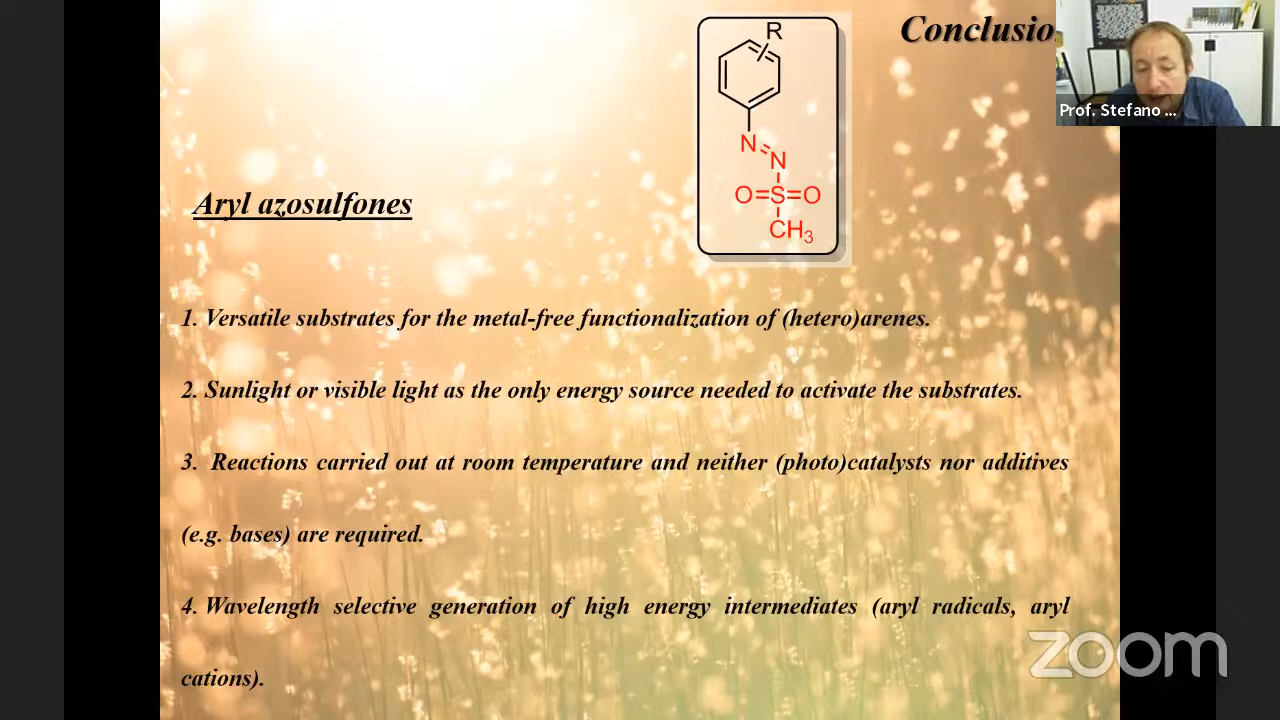 Conclusio
Prof. Stefano ...
R
N
N
O=S=O
CH3
Aryl azosulfones
1. Versatile substrates for the metal-free functionalization of (hetero)arenes.
2. Sunlight or visible light as the only energy source needed to activate the substrates.
3. Reactions carried out at room temperature and neither (photo)catalysts nor additives
(e.g. bases) are required.
4. Wavelength selective generation of high energy intermediates (aryl radicals, aryl
cations).
zoom